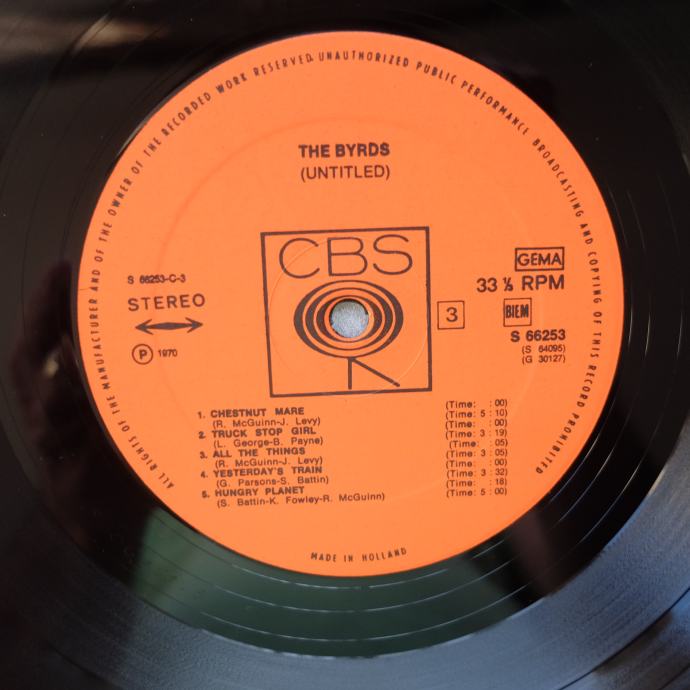 ALL RIGHTS OF THE MANUFACTURER AND OF THE OWNER OF THE RECORDED WORK RESERVED. UNAUTHORIZED PUBLIC PERFORMANCE BROADCASTING AND COPYING OF THIS RECORD PROHIBITED
THE BYRDS
(UNTITLED)
CBS
S 66253-C-3
STEREO
Ⓟ 1970
GEMA
33 ⅓ RPM
3
BIEM
S 66253
(S 64095)
(G 30127)
(Time: : 00)
1. CHESTNUT MARE (Time: 5 : 10)
(R. McGuinn-J. Levy) (Time: : 00)
2. TRUCK STOP GIRL (Time: 3 : 19)
(L. George-B. Payne) (Time: : 05)
3. ALL THE THINGS (Time: 3 : 05)
(R. McGuinn-J. Levy) (Time: : 00)
4. YESTERDAY'S TRAIN (Time: 3 : 32)
(G. Parsons-S. Battin) (Time: : 18)
5. HUNGRY PLANET (Time: 5 : 00)
(S. Battin-K. Fowley-R. McGuinn)
MADE IN HOLLAND